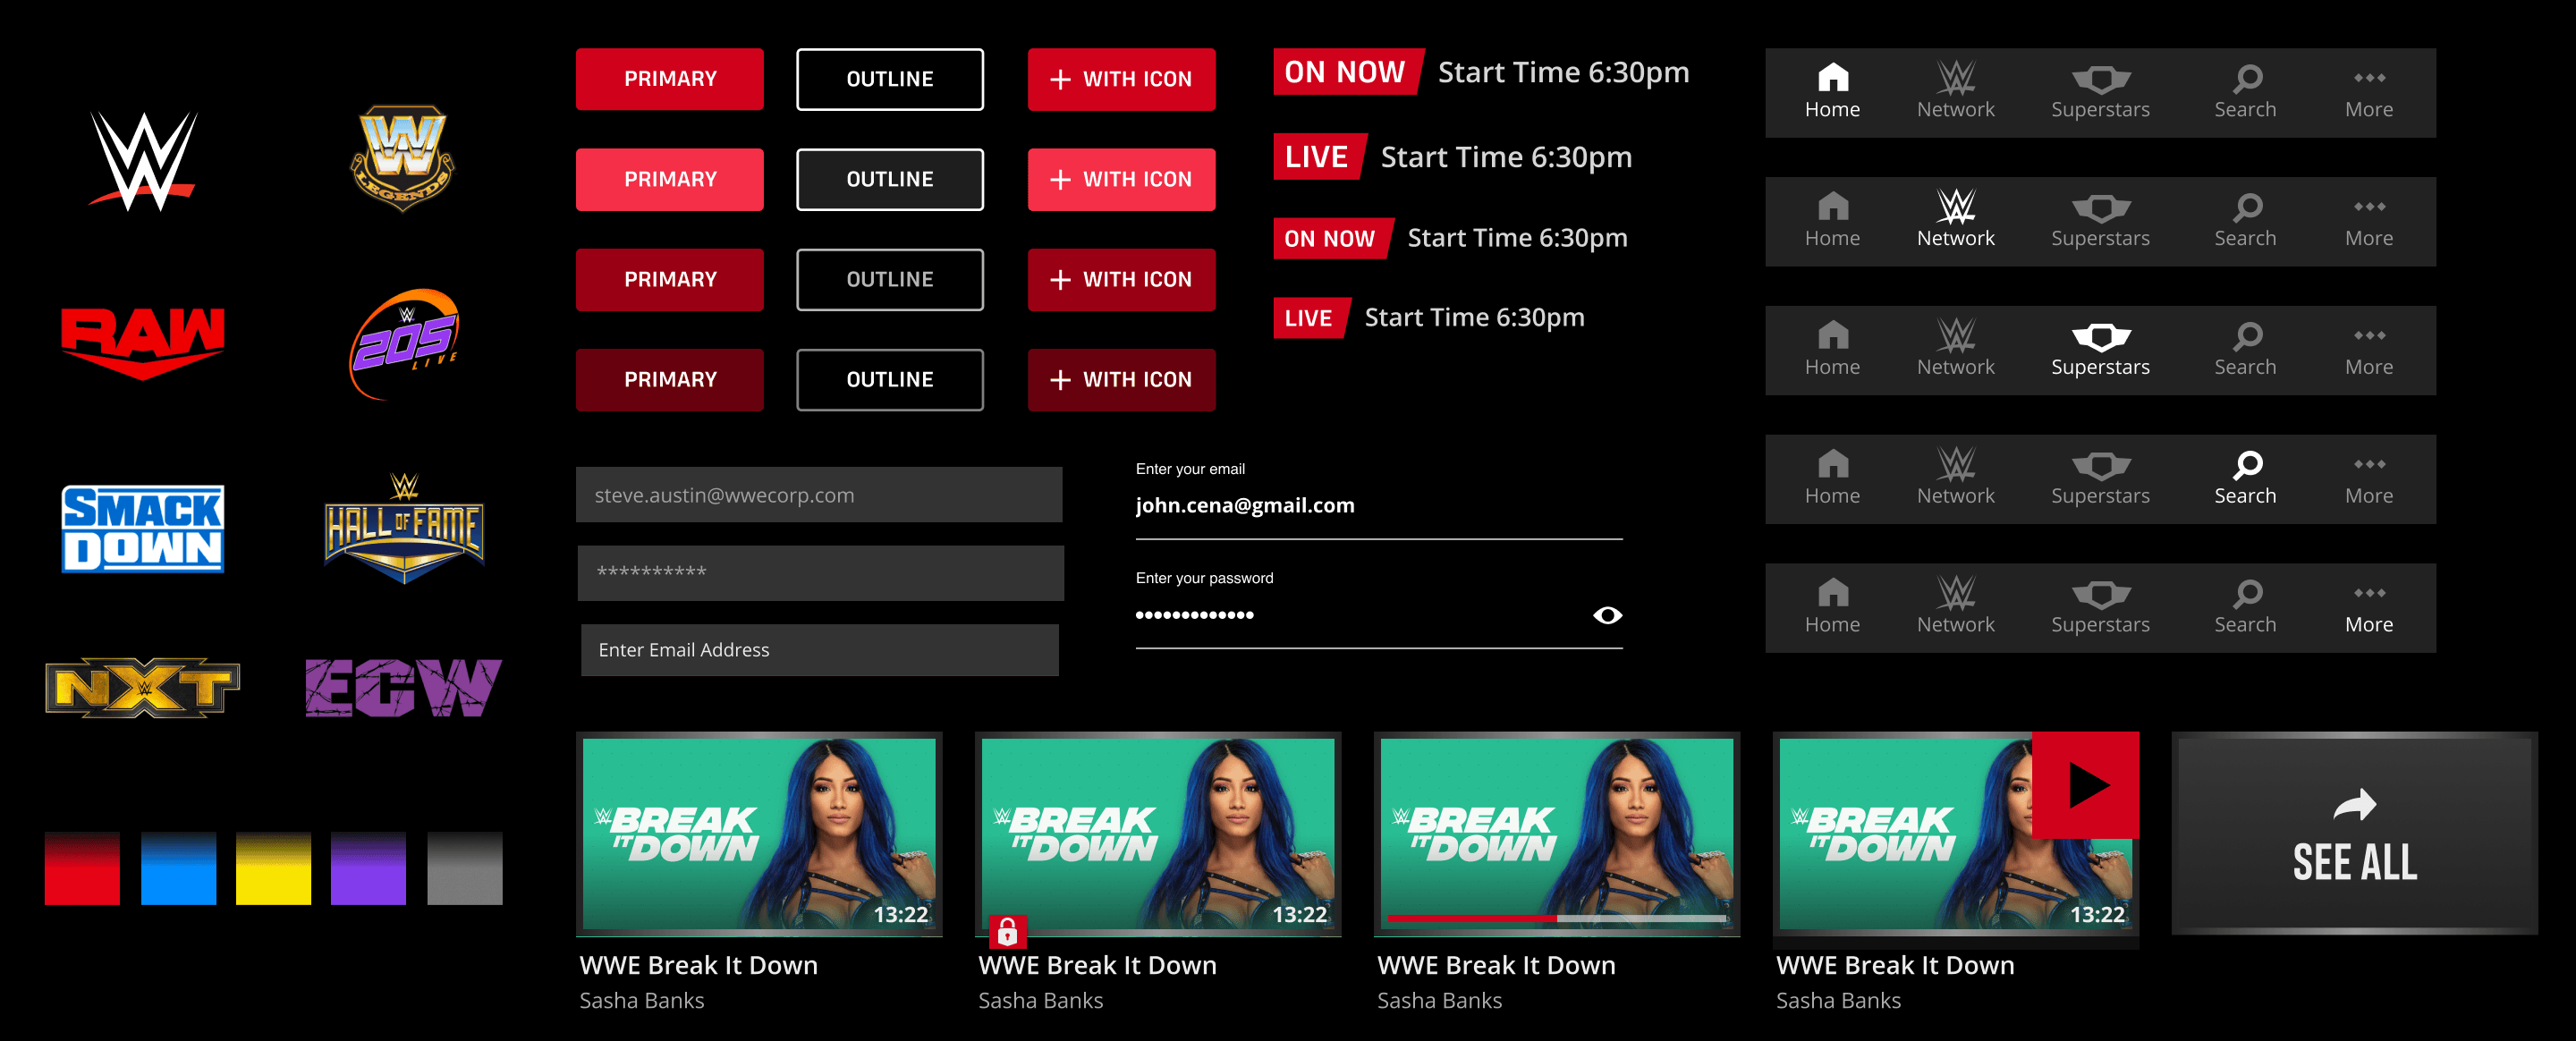 W
W LEGENDS
RAW
205 LIVE
SMACK
DOWN
HALL OF FAME
NXT
ECW
PRIMARY
OUTLINE
+ WITH ICON
PRIMARY
OUTLINE
+ WITH ICON
PRIMARY
OUTLINE
+ WITH ICON
PRIMARY
OUTLINE
+ WITH ICON
ON NOW Start Time 6:30pm
LIVE Start Time 6:30pm
ON NOW Start Time 6:30pm
LIVE Start Time 6:30pm
Home Network Superstars Search More
Home Network Superstars Search More
Home Network Superstars Search More
Home Network Superstars Search More
Home Network Superstars Search More
steve.austin@wwecorp.com
**********
Enter Email Address
Enter your email
john.cena@gmail.com
Enter your password
•••••••••••••
BREAK
IT DOWN
13:22
WWE Break It Down
Sasha Banks
BREAK
IT DOWN
13:22
WWE Break It Down
Sasha Banks
BREAK
IT DOWN
WWE Break It Down
Sasha Banks
BREAK
IT DOWN
13:22
WWE Break It Down
Sasha Banks
SEE ALL